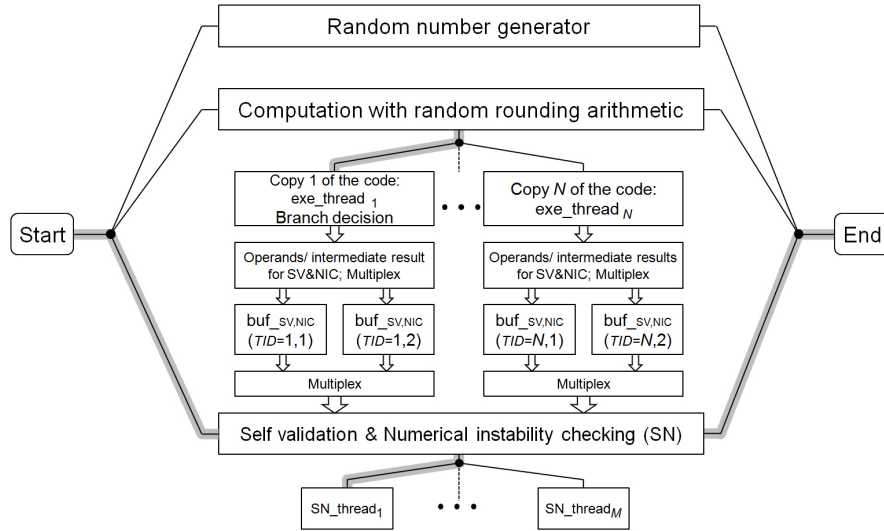 Random number generator
Computation with random rounding arithmetic
Copy 1 of the code:
exe_thread 1
Branch decision
• • •
Copy N of the code:
exe_thread N
Start
End
Operands/ intermediate result
for SV&NIC; Multiplex
Operands/ intermediate results
for SV&NIC; Multiplex
buf_SV,NIC
(TID=1,1)
buf_SV,NIC
(TID=1,2)
buf_SV,NIC
(TID=N,1)
buf_SV,NIC
(TID=N,2)
Multiplex
Multiplex
Self validation & Numerical instability checking (SN)
SN_thread1
• • •
SN_threadM